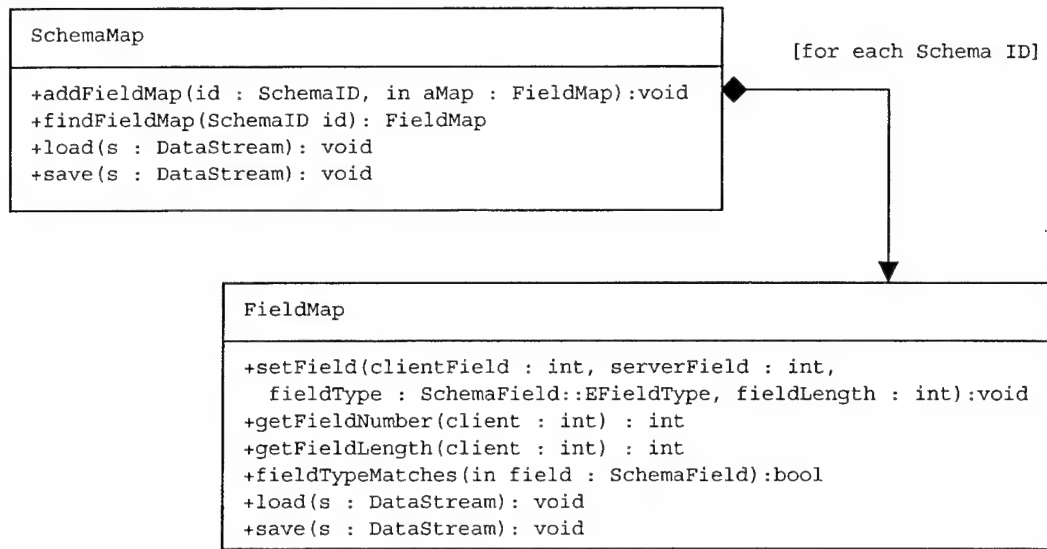 SchemaMap
[for each Schema ID]
+addFieldMap(id : SchemaID, in aMap : FieldMap):void
+findFieldMap(SchemaID id): FieldMap
+load(s : DataStream): void
+save(s : DataStream): void
FieldMap
+setField(clientField : int, serverField : int,
fieldType : SchemaField::EFieldType, fieldLength : int):void
+getFieldNumber(client : int) : int
+getFieldLength(client : int) : int
+fieldTypeMatches(in field : SchemaField):bool
+load(s : DataStream): void
+save(s : DataStream): void